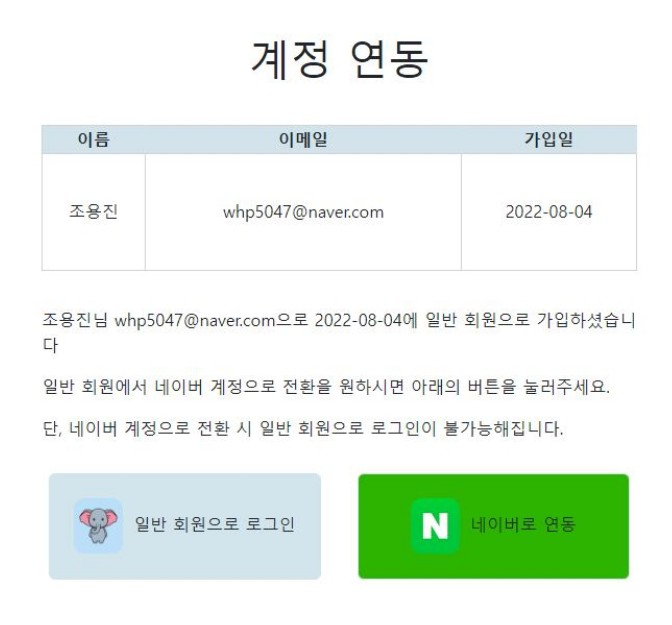 계정 연동
이름 이메일 가입일
조용진 whp5047@naver.com 2022-08-04
조용진님 whp5047@naver.com으로 2022-08-04에 일반 회원으로 가입하셨습니
다
일반 회원에서 네이버 계정으로 전환을 원하시면 아래의 버튼을 눌러주세요.
단, 네이버 계정으로 전환 시 일반 회원으로 로그인이 불가능해집니다.
일반 회원으로 로그인 N 네이버로 연동